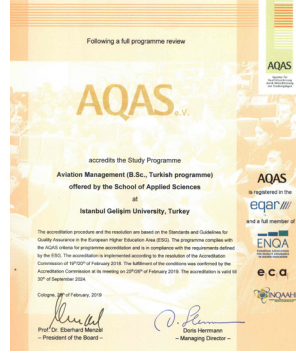 Following a full programme review
AQAS
AQAS e.V.
accredits the Study Programme
Aviation Management (B.Sc., Turkish programme)
offered by the School of Applied Sciences
at
Istanbul Gelişim University, Turkey
The accreditation procedure and the resolution are based on the Standards and Guidelines for
Quality Assurance in the European Higher Education Area (ESG). The programme complies with
the AQAS criteria for programme accreditation and is in compliance with the requirements defined
by the ESG. The accreditation is implemented according to the resolution of the Accreditation
Commission of 19th/20th of February 2018. The fulfillment of the conditions was confirmed by the
Accreditation Commission at its meeting on 25th/26th of February 2019. The accreditation is valid till
30th of September 2024.
Cologne, of February, 2019
Prof. Dr. Eberhard Menzel
– President of the Board –
Doris Herrmann
– Managing Director –
AQAS
is registered in the
eqar////
and a full member of
ENQA
e c a
INQAAHE